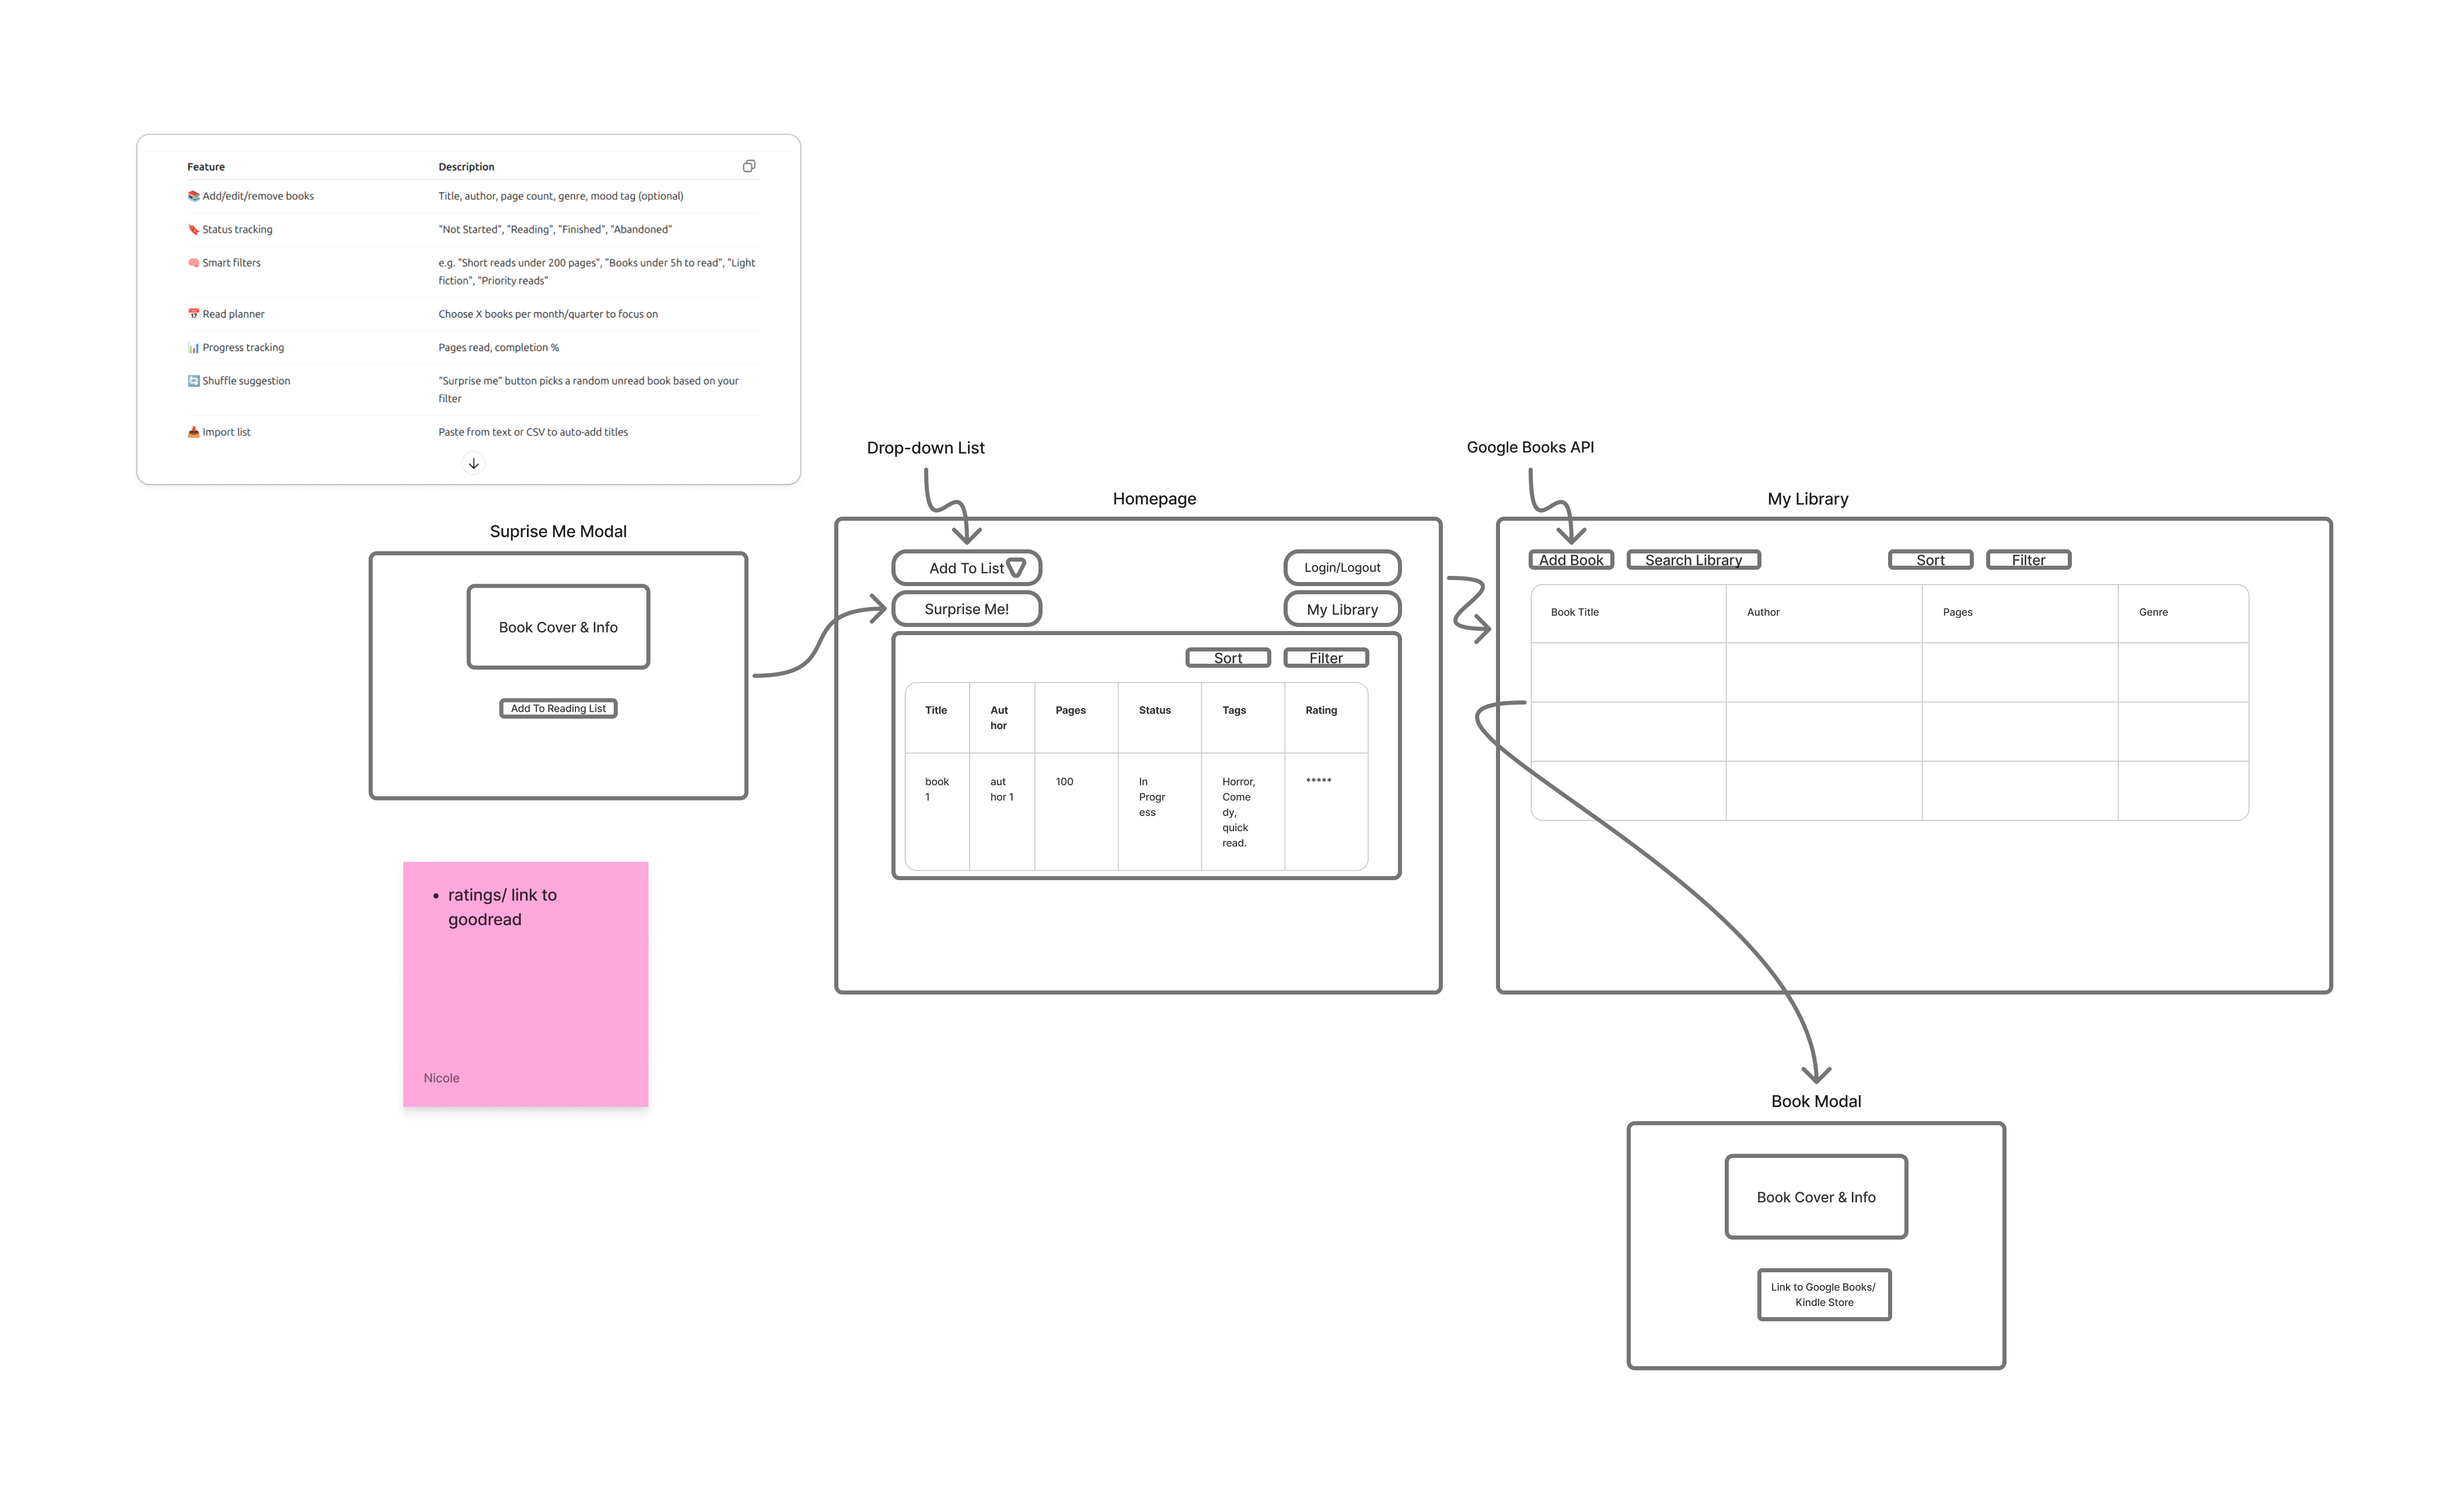 Feature Description
Add/edit/remove books Title, author, page count, genre, mood tag (optional)
Status tracking "Not Started", "Reading", "Finished", "Abandoned"
Smart filters e.g. "Short reads under 200 pages", "Books under 5h to read", "Light
fiction", "Priority reads"
Read planner Choose X books per month/quarter to focus on
Progress tracking Pages read, completion %
Shuffle suggestion "Surprise me" button picks a random unread book based on your
filter
Import list Paste from text or CSV to auto-add titles
Suprise Me Modal
Book Cover & Info
Add To Reading List
ratings/ link to
goodread
Nicole
Drop-down List
Homepage
Add To List
Login/Logout
Surprise Me!
My Library
Sort Filter
Title Aut Pages Status Tags Rating
hor
book aut 100 In Horror, *****
1 hor 1 Progr Come
ess dy,
quick
read.
Google Books API
My Library
Add Book Search Library Sort Filter
Book Title Author Pages Genre
Book Modal
Book Cover & Info
Link to Google Books/
Kindle Store